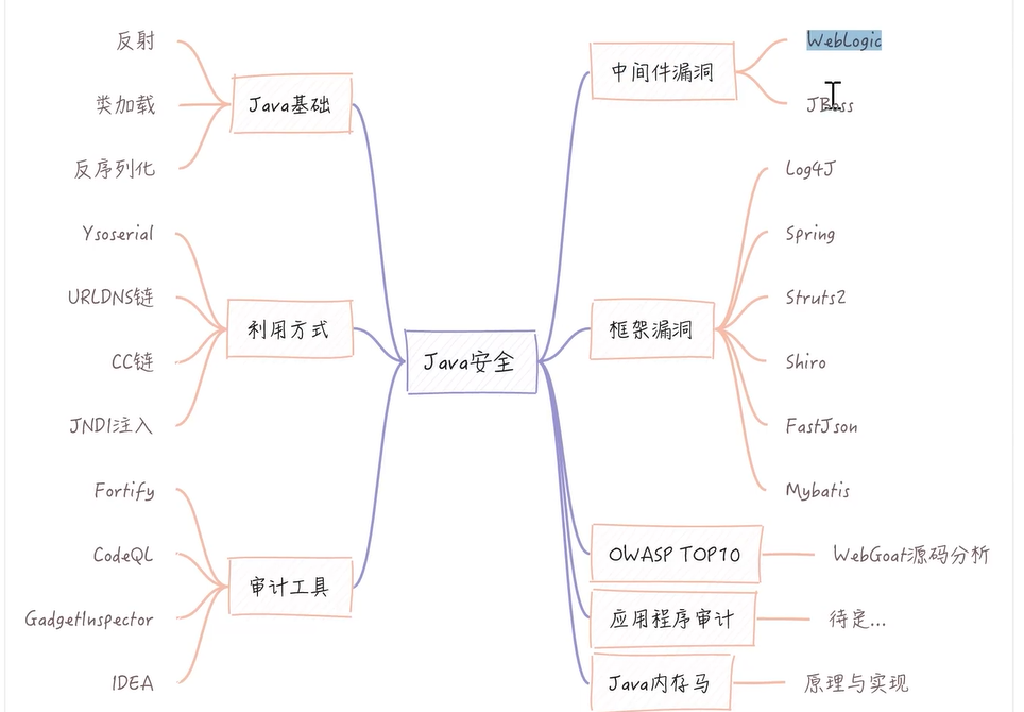 Java安全
Java基础
反射
类加载
反序列化
利用方式
Ysoserial
URLDNS链
CC链
JNDI注入
审计工具
Fortify
CodeQL
GadgetInspector
IDEA
中间件漏洞
WebLogic
JBoss
框架漏洞
Log4J
Spring
Struts2
Shiro
FastJson
Mybatis
OWASP TOP10
WebGoat源码分析
应用程序审计
待定...
Java内存马
原理与实现